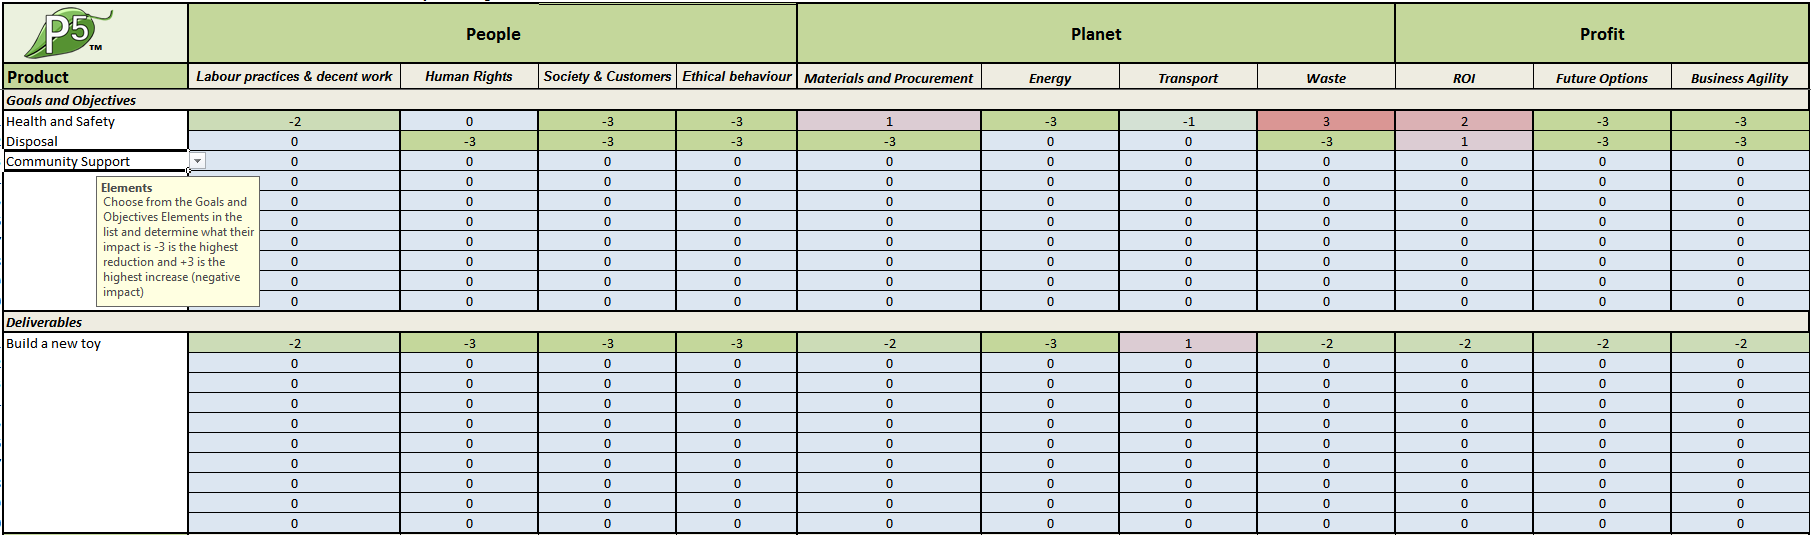 P5™ People Planet Profit
Product Labour practices & decent work Human Rights Society & Customers Ethical behaviour Materials and Procurement Energy Transport Waste ROI Future Options Business Agility
Goals and Objectives
Health and Safety -2 0 -3 -3 1 -3 -1 3 2 -3 -3
Disposal 0 -3 -3 -3 -3 0 0 -3 1 -3 -3
Community Support 0 0 0 0 0 0 0 0 0 0 0
0 0 0 0 0 0 0 0 0 0 0
0 0 0 0 0 0 0 0 0 0 0
0 0 0 0 0 0 0 0 0 0 0
0 0 0 0 0 0 0 0 0 0 0
0 0 0 0 0 0 0 0 0 0 0
0 0 0 0 0 0 0 0 0 0 0
0 0 0 0 0 0 0 0 0 0 0
Elements
Choose from the Goals and
Objectives Elements in the
list and determine what their
impact is -3 is the highest
reduction and +3 is the
highest increase (negative
impact)
Deliverables
Build a new toy -2 -3 -3 -3 -2 -3 1 -2 -2 -2 -2
0 0 0 0 0 0 0 0 0 0 0
0 0 0 0 0 0 0 0 0 0 0
0 0 0 0 0 0 0 0 0 0 0
0 0 0 0 0 0 0 0 0 0 0
0 0 0 0 0 0 0 0 0 0 0
0 0 0 0 0 0 0 0 0 0 0
0 0 0 0 0 0 0 0 0 0 0
0 0 0 0 0 0 0 0 0 0 0
0 0 0 0 0 0 0 0 0 0 0